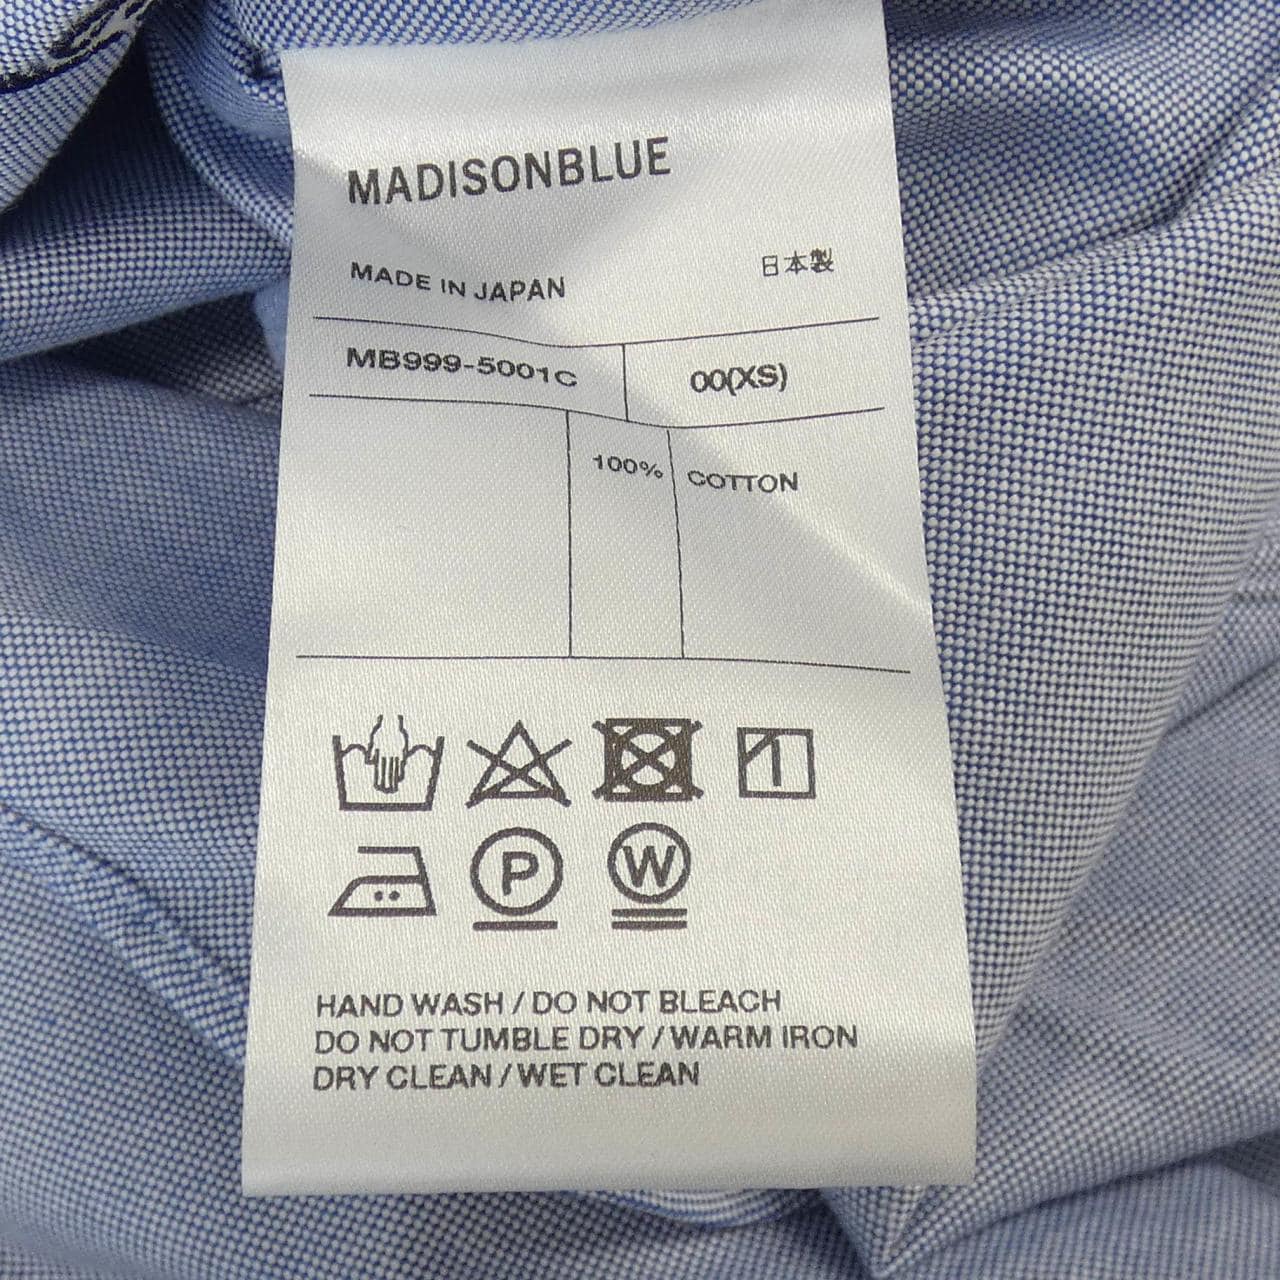 MADISONBLUE
MADE IN JAPAN 日本製
MB999-5001C 00(XS)
100% COTTON
P W
HAND WASH / DO NOT BLEACH
DO NOT TUMBLE DRY / WARM IRON
DRY CLEAN / WET CLEAN